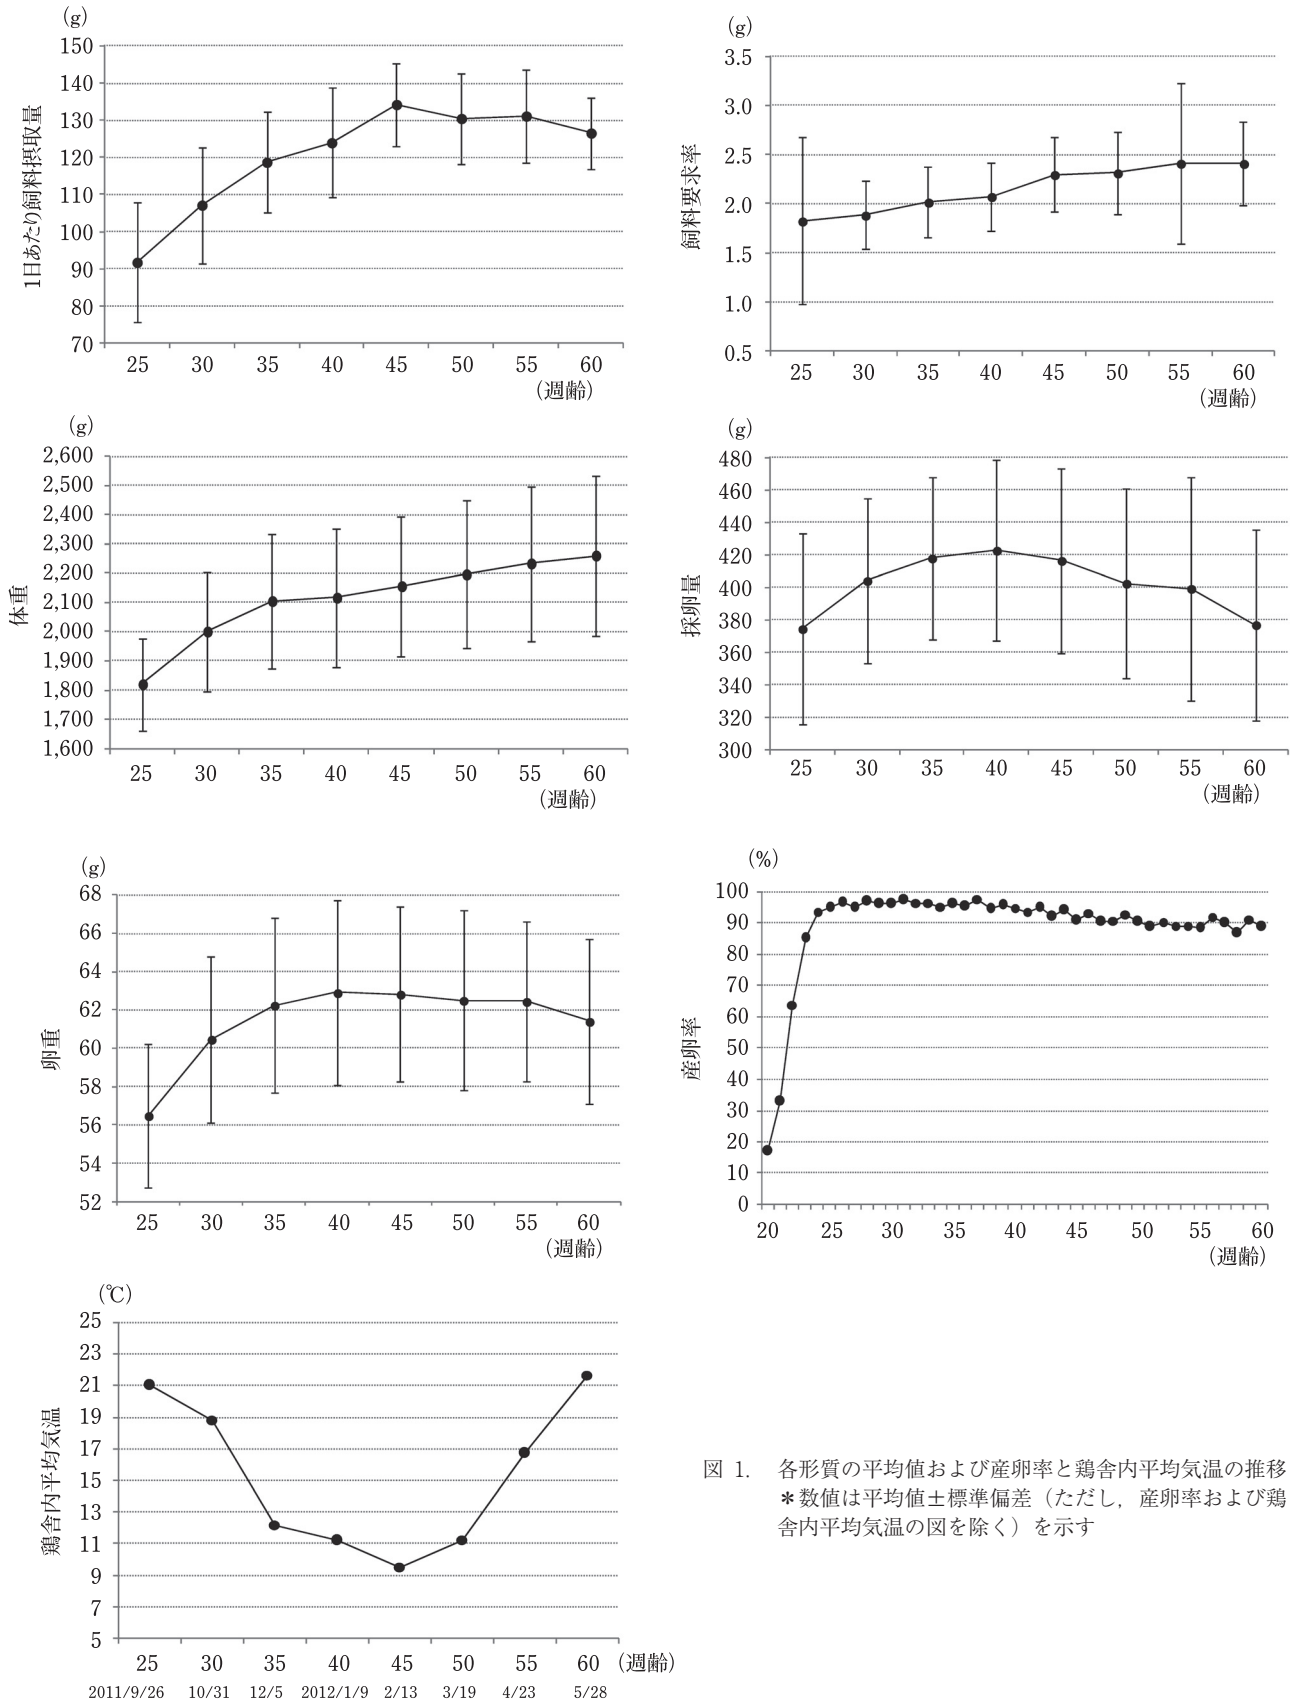 (g)
150
140
130
120
110
100
90
80
70
1日あたり飼料摂取量
25 30 35 40 45 50 55 60
(週齢)
(g)
3.5
3.0
2.5
2.0
1.5
1.0
0.5
飼料要求率
25 30 35 40 45 50 55 60
(週齢)
(g)
2,600
2,500
2,400
2,300
2,200
2,100
2,000
1,900
1,800
1,700
1,600
体重
25 30 35 40 45 50 55 60
(週齢)
(g)
480
460
440
420
400
380
360
340
320
300
採卵量
25 30 35 40 45 50 55 60
(週齢)
(g)
68
66
64
62
60
58
56
54
52
卵重
25 30 35 40 45 50 55 60
(週齢)
(%)
100
90
80
70
60
50
40
30
20
10
0
産卵率
20 25 30 35 40 45 50 55 60
(週齢)
(℃)
25
23
21
19
17
15
13
11
9
7
5
鶏舎内平均気温
25 30 35 40 45 50 55 60 (週齢)
2011/9/26 10/31 12/5 2012/1/9 2/13 3/19 4/23 5/28
図 1. 各形質の平均値および産卵率と鶏舎内平均気温の推移
＊数値は平均値±標準偏差（ただし，産卵率および鶏
舎内平均気温の図を除く）を示す